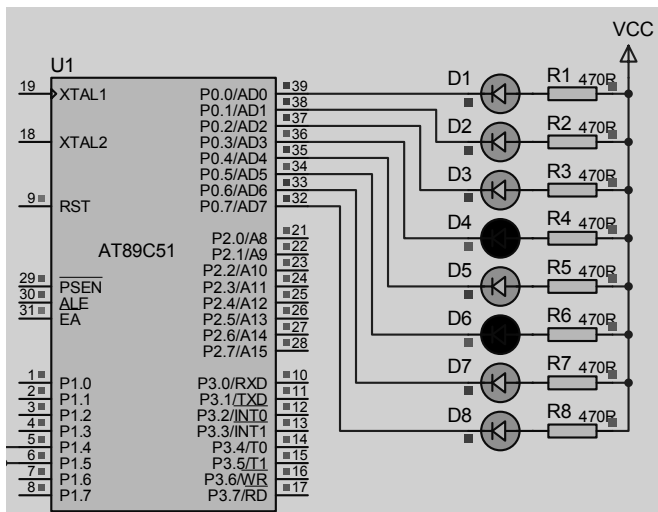 VCC
U1
19 XTAL1
18 XTAL2
9 RST
AT89C51
29 PSEN
30 ALE
31 EA
1 P1.0
2 P1.1
3 P1.2
4 P1.3
5 P1.4
6 P1.5
7 P1.6
8 P1.7
P0.0/AD0 39
P0.1/AD1 38
P0.2/AD2 37
P0.3/AD3 36
P0.4/AD4 35
P0.5/AD5 34
P0.6/AD6 33
P0.7/AD7 32
P2.0/A8 21
P2.1/A9 22
P2.2/A10 23
P2.3/A11 24
P2.4/A12 25
P2.5/A13 26
P2.6/A14 27
P2.7/A15 28
P3.0/RXD 10
P3.1/TXD 11
P3.2/INT0 12
P3.3/INT1 13
P3.4/T0 14
P3.5/T1 15
P3.6/WR 16
P3.7/RD 17
D1 R1 470R
D2 R2 470R
D3 R3 470R
D4 R4 470R
D5 R5 470R
D6 R6 470R
D7 R7 470R
D8 R8 470R